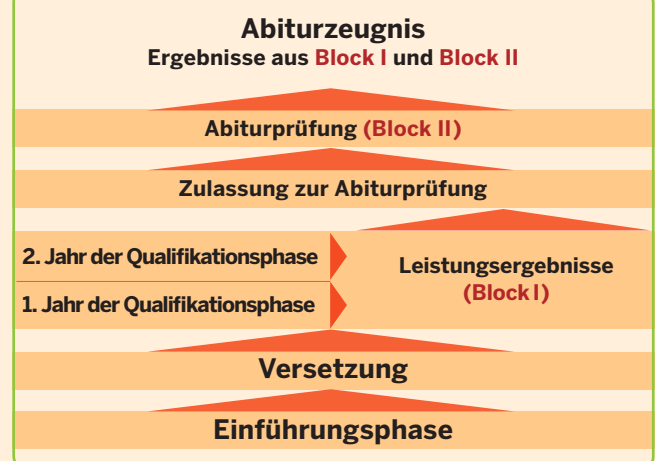 Abiturzeugnis
Ergebnisse aus Block I und Block II
Abiturprüfung (Block II)
Zulassung zur Abiturprüfung
2. Jahr der Qualifikationsphase
1. Jahr der Qualifikationsphase
Leistungsergebnisse
(Block I)
Versetzung
Einführungsphase